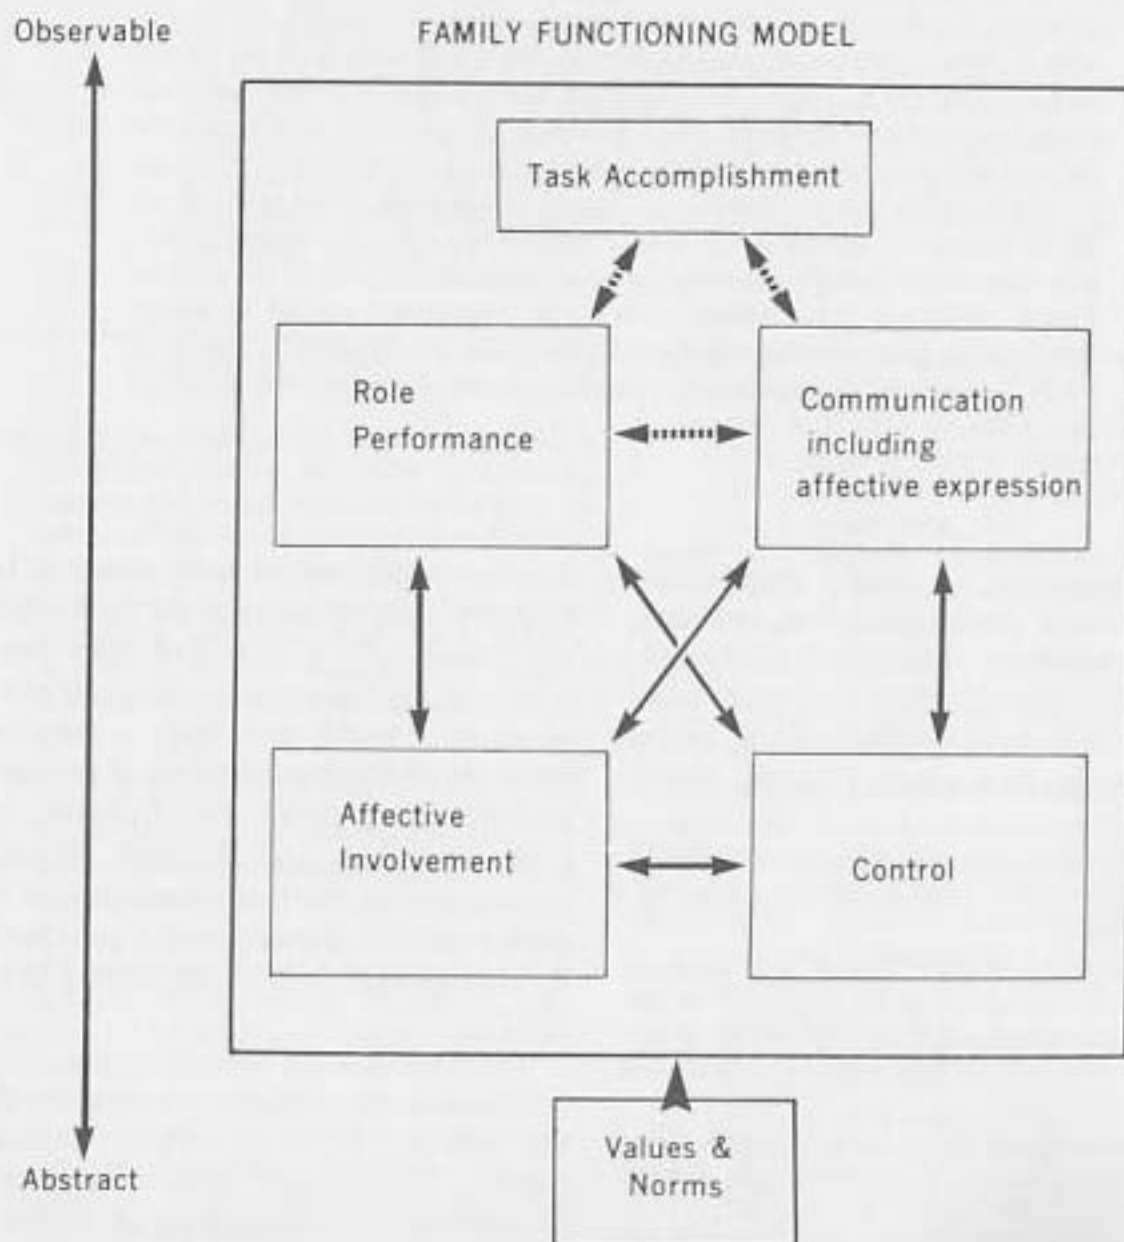 Observable
FAMILY FUNCTIONING MODEL
Task Accomplishment
Role
Performance
Communication
including
affective expression
Affective
Involvement
Control
Values &
Norms
Abstract